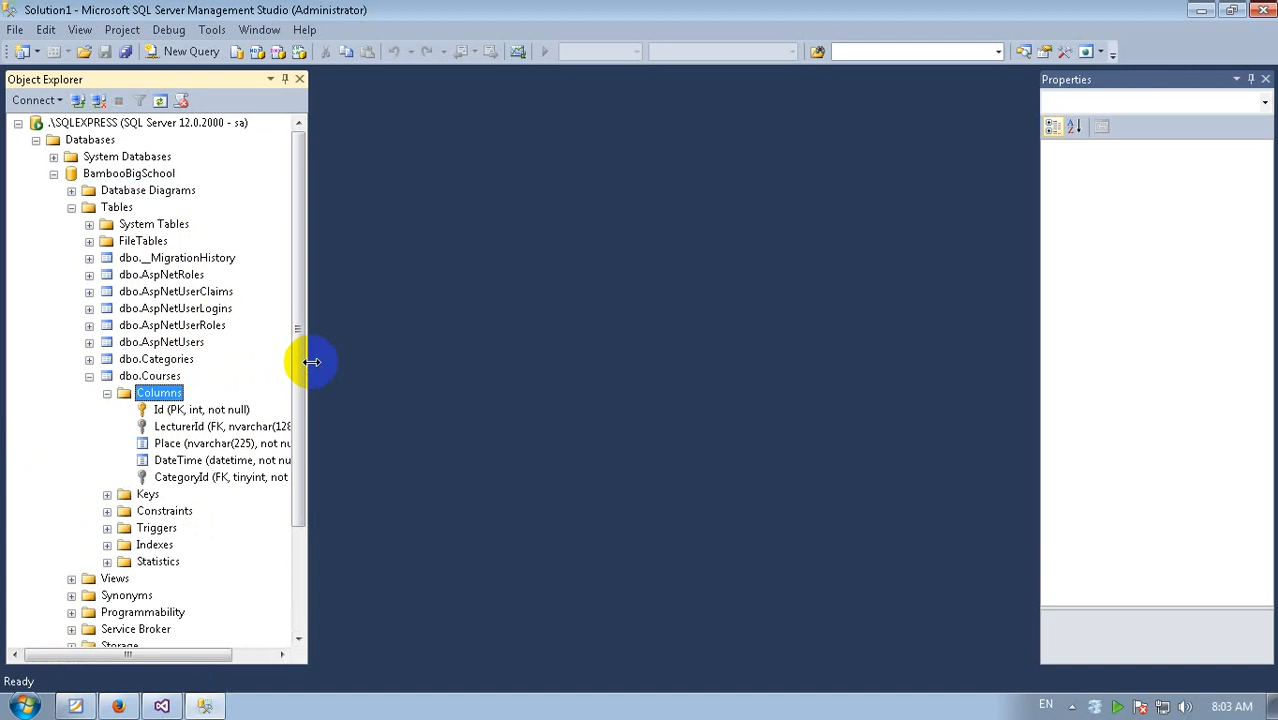 Solution1 - Microsoft SQL Server Management Studio (Administrator)
File Edit View Project Debug Tools Window Help
New Query
Object Explorer
Properties
Connect
.\SQLEXPRESS (SQL Server 12.0.2000 - sa)
Databases
System Databases
BambooBigSchool
Database Diagrams
Tables
System Tables
FileTables
dbo.__MigrationHistory
dbo.AspNetRoles
dbo.AspNetUserClaims
dbo.AspNetUserLogins
dbo.AspNetUserRoles
dbo.AspNetUsers
dbo.Categories
dbo.Courses
Columns
Id (PK, int, not null)
LecturerId (FK, nvarchar(128
Place (nvarchar(225), not nu
DateTime (datetime, not nu
CategoryId (FK, tinyint, not
Keys
Constraints
Triggers
Indexes
Statistics
Views
Synonyms
Programmability
Service Broker
Storage
Ready
EN
8:03 AM